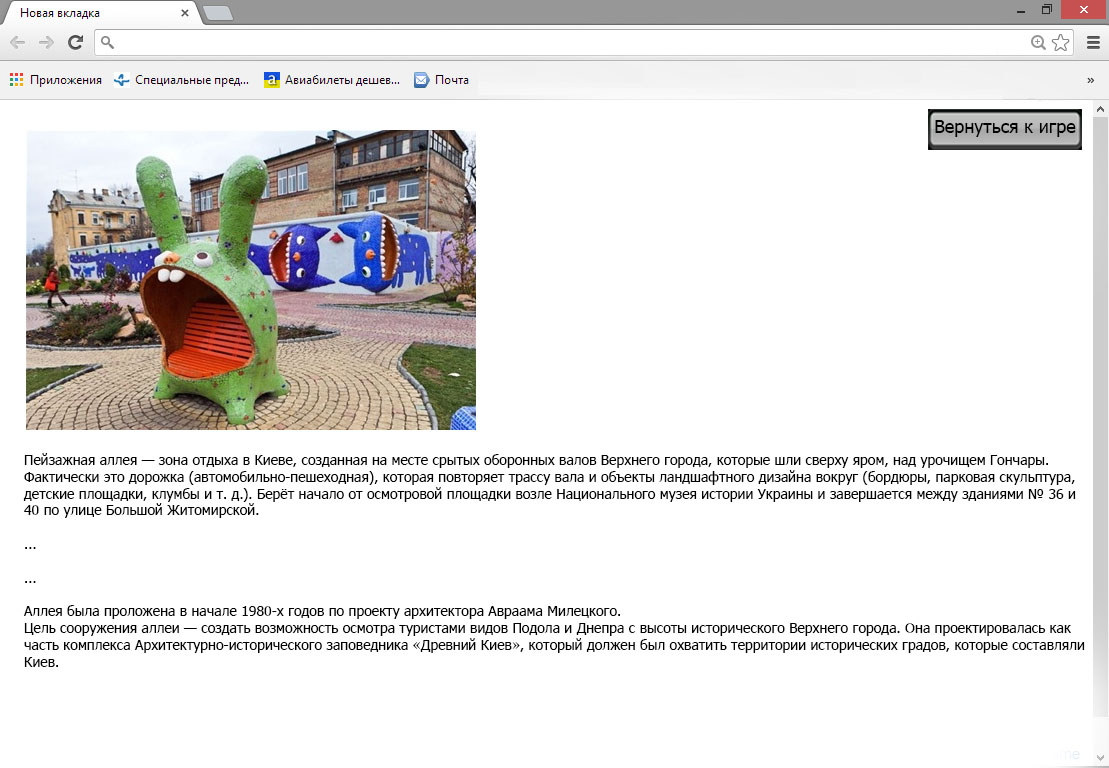 Новая вкладка
Приложения
Специальные пред...
Авиабилеты дешев...
Почта
»
Вернуться к игре
Пейзажная аллея — зона отдыха в Киеве, созданная на месте срытых оборонных валов Верхнего города, которые шли сверху яром, над урочищем Гончары.
Фактически это дорожка (автомобильно-пешеходная), которая повторяет трассу вала и объекты ландшафтного дизайна вокруг (бордюры, парковая скульптура,
детские площадки, клумбы и т. д.). Берёт начало от осмотровой площадки возле Национального музея истории Украины и завершается между зданиями № 36 и
40 по улице Большой Житомирской.
...
...
Аллея была проложена в начале 1980-х годов по проекту архитектора Авраама Милецкого.
Цель сооружения аллеи — создать возможность осмотра туристами видов Подола и Днепра с высоты исторического Верхнего города. Она проектировалась как
часть комплекса Архитектурно-исторического заповедника «Древний Киев», который должен был охватить территории исторических градов, которые составляли
Киев.